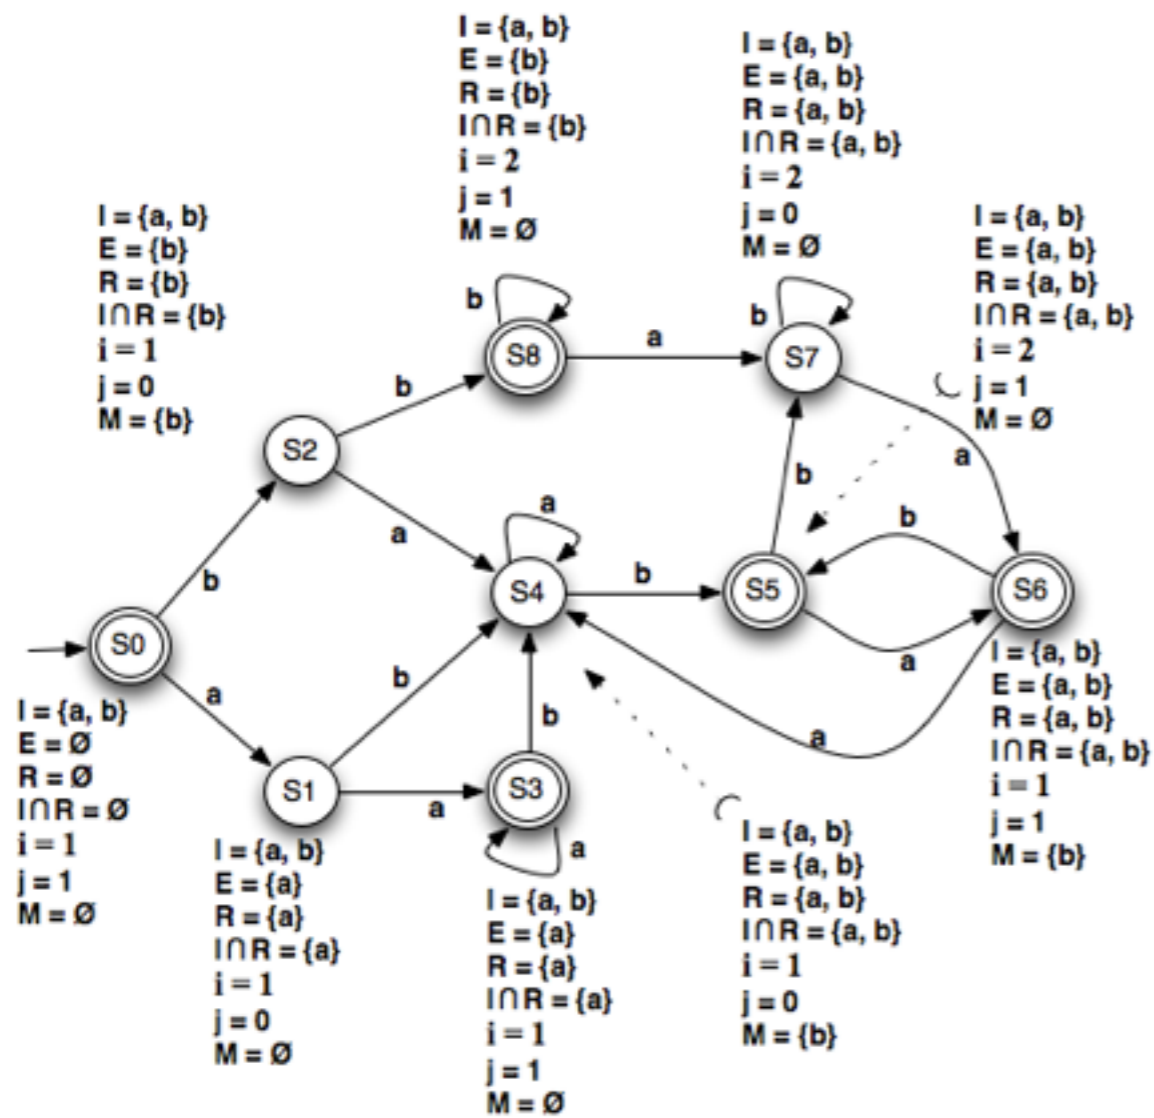 I = {a, b}
E = {b}
R = {b}
I∩R = {b}
i = 2
j = 1
M = Ø
I = {a, b}
E = {a, b}
R = {a, b}
I∩R = {a, b}
i = 2
j = 0
M = Ø
I = {a, b}
E = {b}
R = {b}
I∩R = {b}
i = 1
j = 0
M = {b}
I = {a, b}
E = {a, b}
R = {a, b}
I∩R = {a, b}
i = 2
j = 1
M = Ø
b
S8
a
b
S7
b
S2
a
a
b
a
b
S0
b
S4
b
S5
b
a
S6
a
b
a
S1
a
b
S3
a
I = {a, b}
E = Ø
R = Ø
I∩R = Ø
i = 1
j = 1
M = Ø
I = {a, b}
E = {a}
R = {a}
I∩R = {a}
i = 1
j = 0
M = Ø
I = {a, b}
E = {a}
R = {a}
I∩R = {a}
i = 1
j = 1
M = Ø
I = {a, b}
E = {a, b}
R = {a, b}
I∩R = {a, b}
i = 1
j = 0
M = {b}
I = {a, b}
E = {a, b}
R = {a, b}
I∩R = {a, b}
i = 1
j = 1
M = {b}